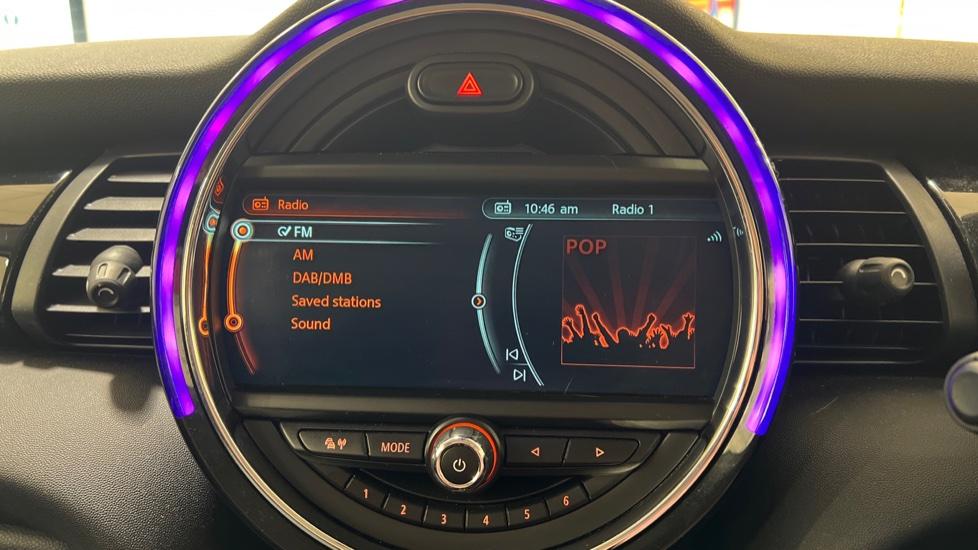 Radio
10:46 am Radio 1
FM
AM
DAB/DMB
Saved stations
Sound
POP
MODE
1 2 3 4 5 6